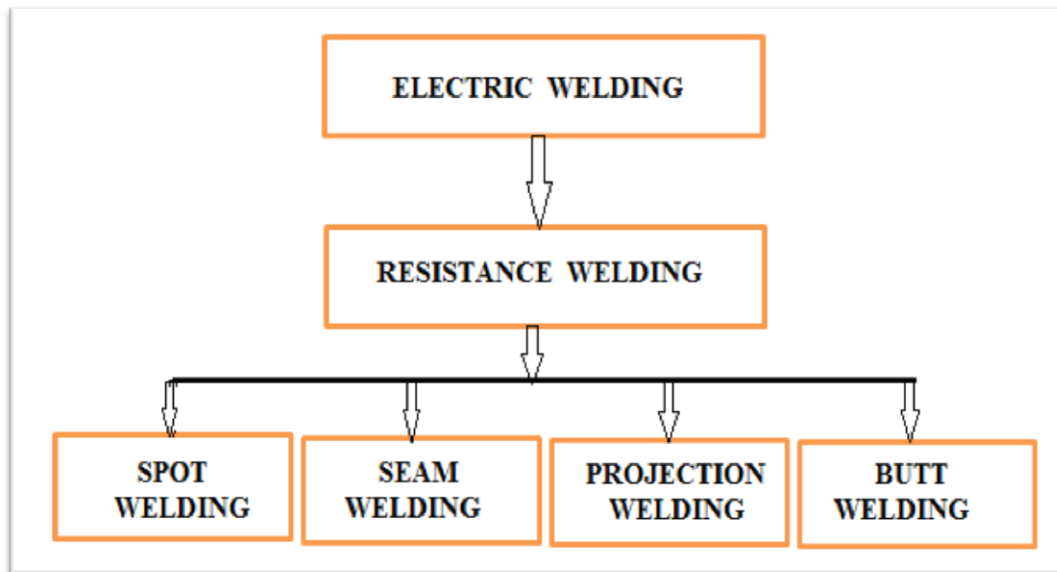 ELECTRIC WELDING
RESISTANCE WELDING
SPOT
WELDING
SEAM
WELDING
PROJECTION
WELDING
BUTT
WELDING